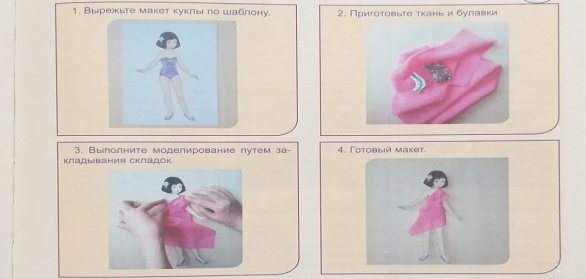 1. Вырежьте макет куклы по шаблону.
2. Приготовьте ткань и булавки.
3. Выполните моделирование путем за-
кладывания складок.
4. Готовый макет.